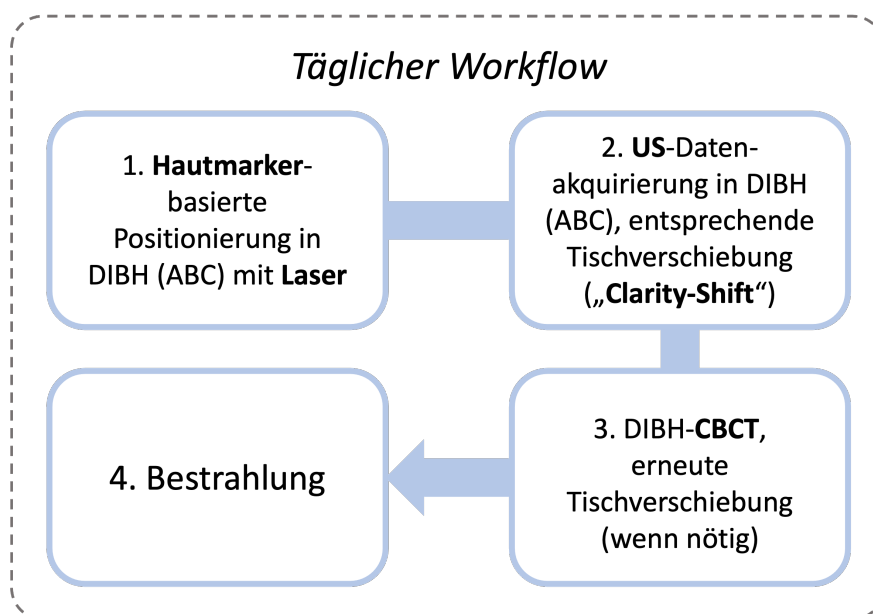 Täglicher Workflow
1. Hautmarker-
basierte
Positionierung in
DIBH (ABC) mit Laser
2. US-Daten-
akquirierung in DIBH
(ABC), entsprechende
Tischverschiebung
(„Clarity-Shift“)
3. DIBH-CBCT,
erneute
Tischverschiebung
(wenn nötig)
4. Bestrahlung